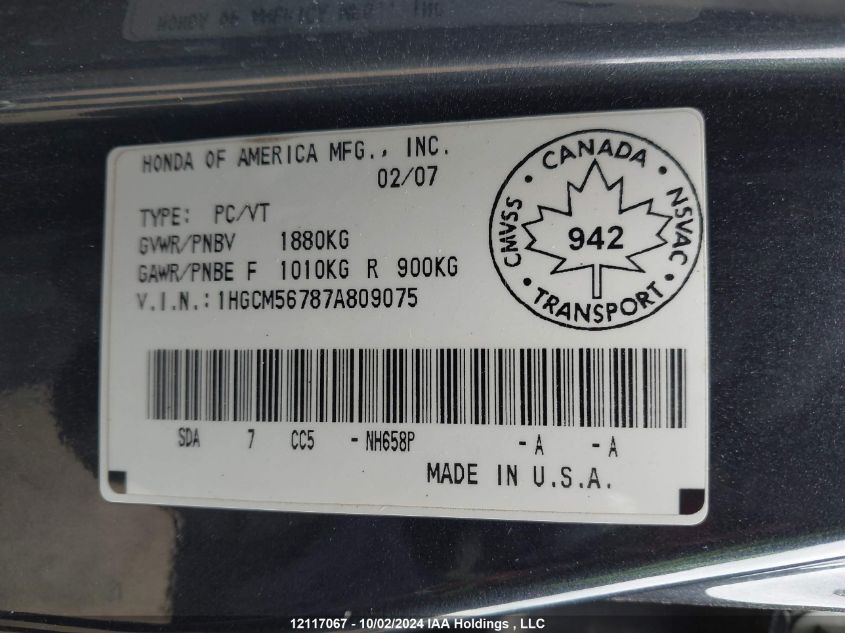 HONDA OF AMERICA MFG., INC.
02/07
TYPE: PC/VT
GVWR/PNBV 1880KG
GAWR/PNBE F 1010KG R 900KG
V.I.N.: 1HGCM56787A809075
CANADA
CMVSS
942
NSVAC
TRANSPORT
SDA 7 CC5 - NH658P - A - A
MADE IN U.S.A.
12117067 - 10/02/2024 IAA Holdings , LLC